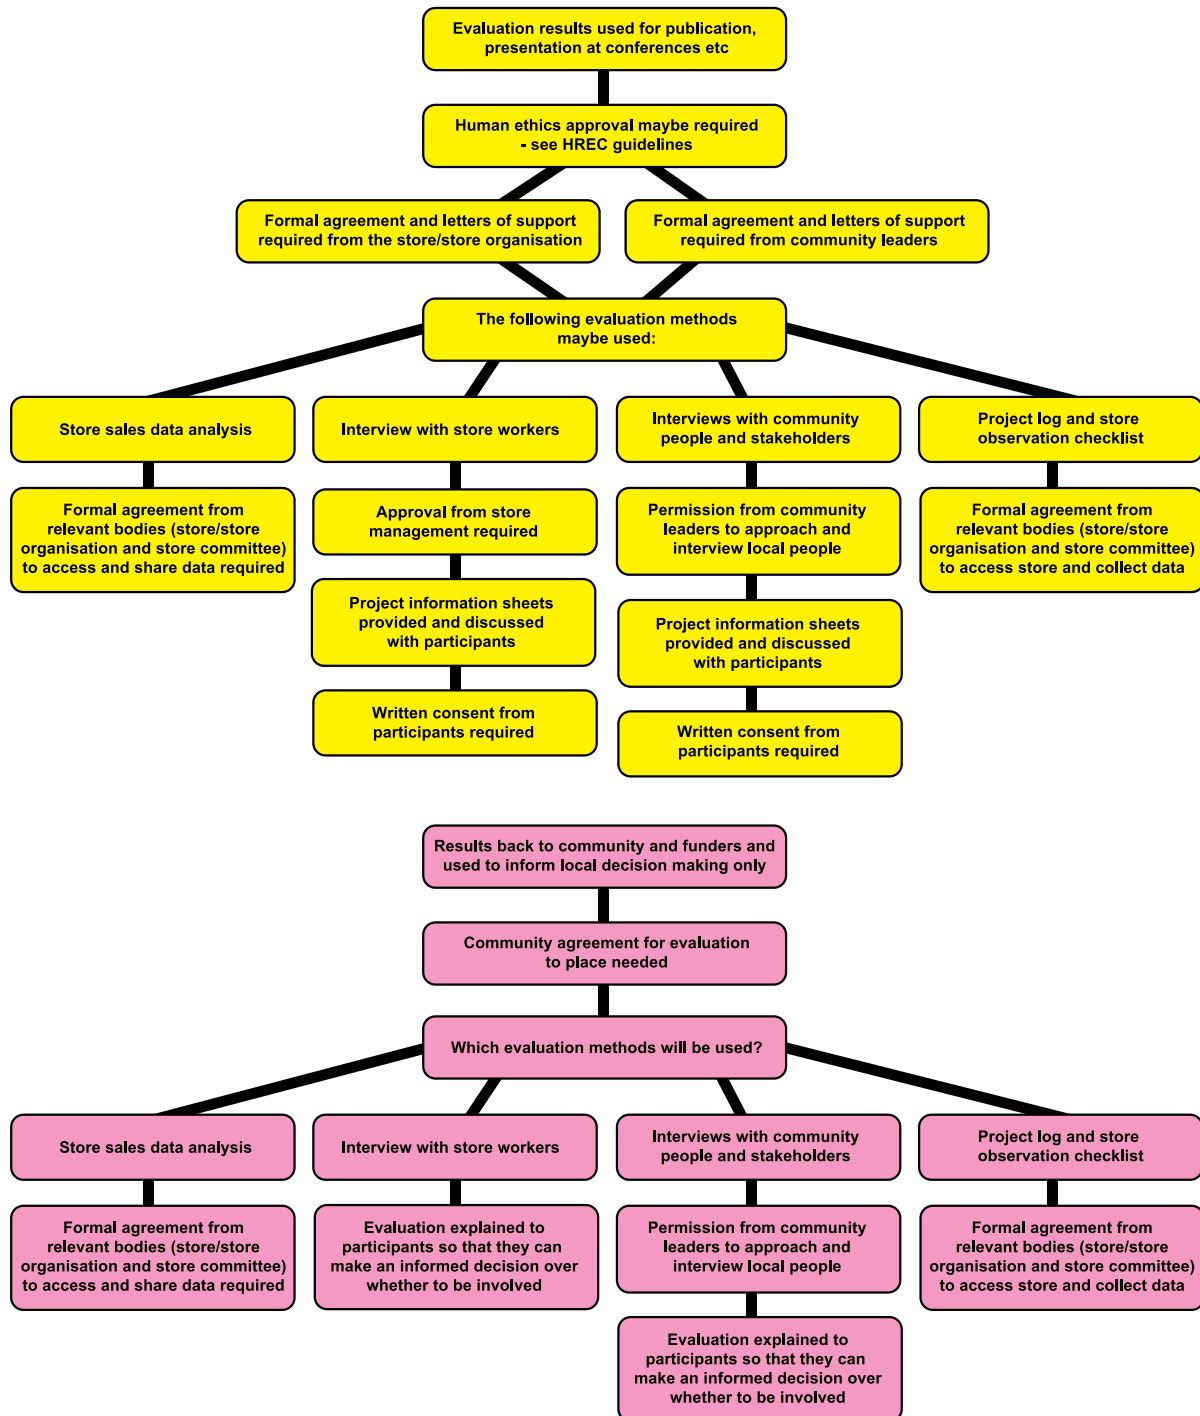 Evaluation results used for publication,
presentation at conferences etc
Human ethics approval maybe required
- see HREC guidelines
Formal agreement and letters of support
required from the store/store organisation
Formal agreement and letters of support
required from community leaders
The following evaluation methods
maybe used:
Store sales data analysis
Interview with store workers
Interviews with community
people and stakeholders
Project log and store
observation checklist
Formal agreement from
relevant bodies (store/store
organisation and store committee)
to access and share data required
Approval from store
management required
Permission from community
leaders to approach and
interview local people
Formal agreement from
relevant bodies (store/store
organisation and store committee)
to access store and collect data
Project information sheets
provided and discussed
with participants
Project information sheets
provided and discussed
with participants
Written consent from
participants required
Written consent from
participants required
Results back to community and funders and
used to inform local decision making only
Community agreement for evaluation
to place needed
Which evaluation methods will be used?
Store sales data analysis
Interview with store workers
Interviews with community
people and stakeholders
Project log and store
observation checklist
Formal agreement from
relevant bodies (store/store
organisation and store committee)
to access and share data required
Evaluation explained to
participants so that they can
make an informed decision over
whether to be involved
Permission from community
leaders to approach and
interview local people
Formal agreement from
relevant bodies (store/store
organisation and store committee)
to access store and collect data
Evaluation explained to
participants so that they can
make an informed decision over
whether to be involved